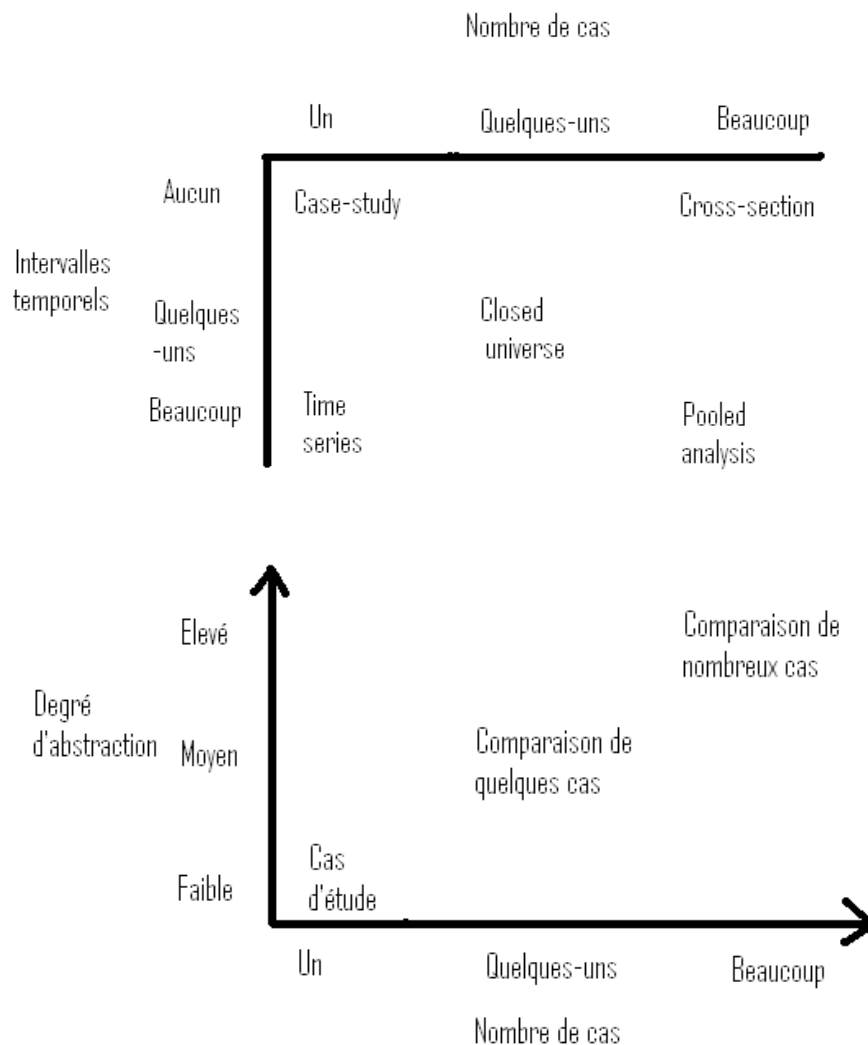 Nombre de cas
Un Quelques-uns Beaucoup
Aucun Case-study Cross-section
Intervalles
temporels
Quelques
-uns
Closed
universe
Beaucoup
Time
series
Pooled
analysis
Elevé
Comparaison de
nombreux cas
Degré
d'abstraction
Moyen
Comparaison de
quelques cas
Faible
Cas
d'étude
Un Quelques-uns Beaucoup
Nombre de cas